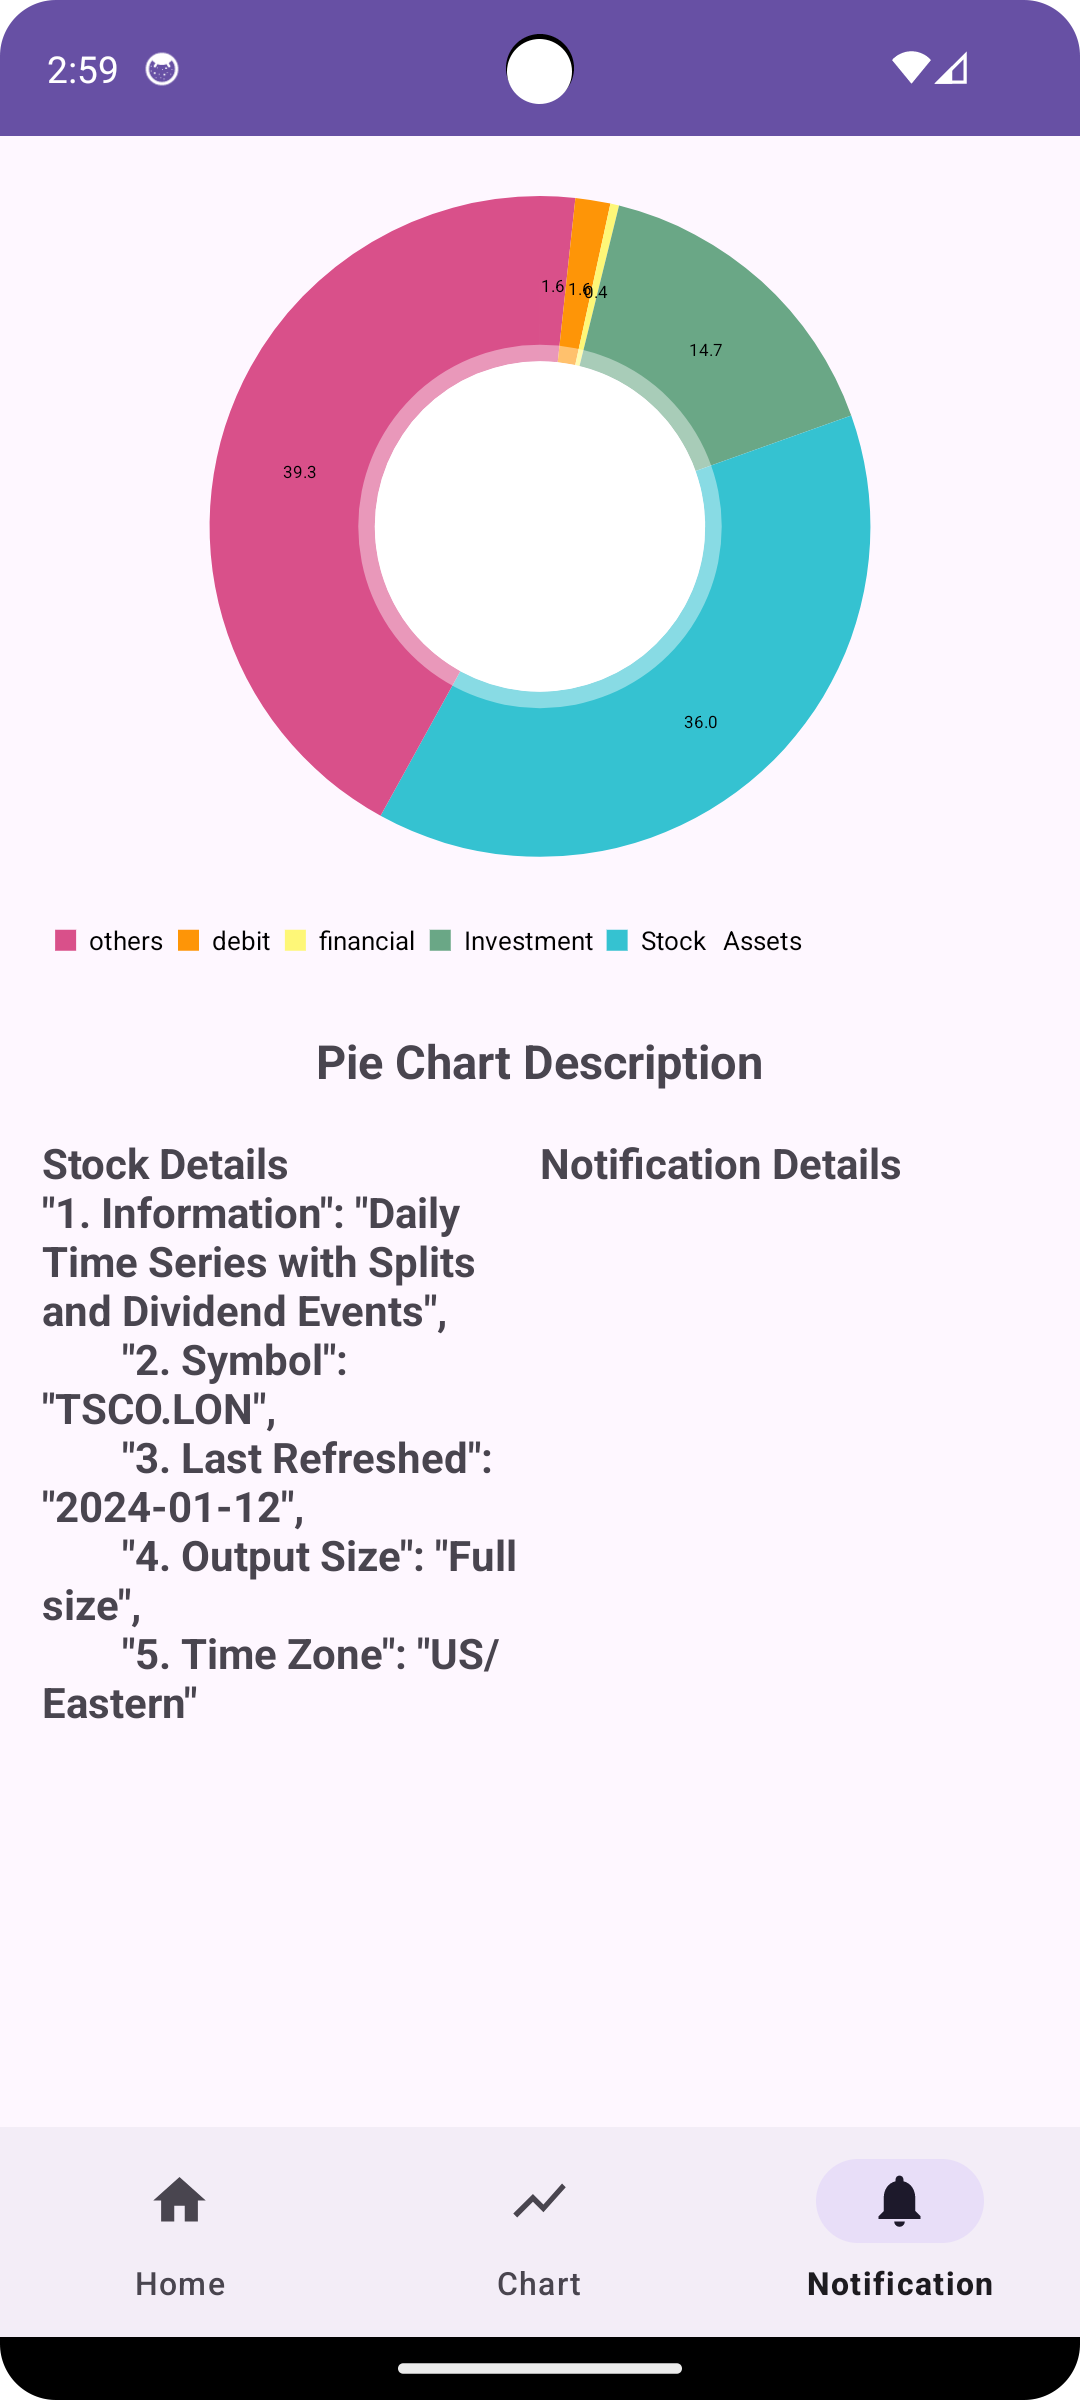 2:59
1.6
1.6
0.4
14.7
39.3
36.0
others debit financial Investment Stock Assets
Pie Chart Description
Stock Details
"1. Information": "Daily
Time Series with Splits
and Dividend Events",
"2. Symbol":
"TSCO.LON",
"3. Last Refreshed":
"2024-01-12",
"4. Output Size": "Full
size",
"5. Time Zone": "US/
Eastern"
Notification Details
Home Chart Notification